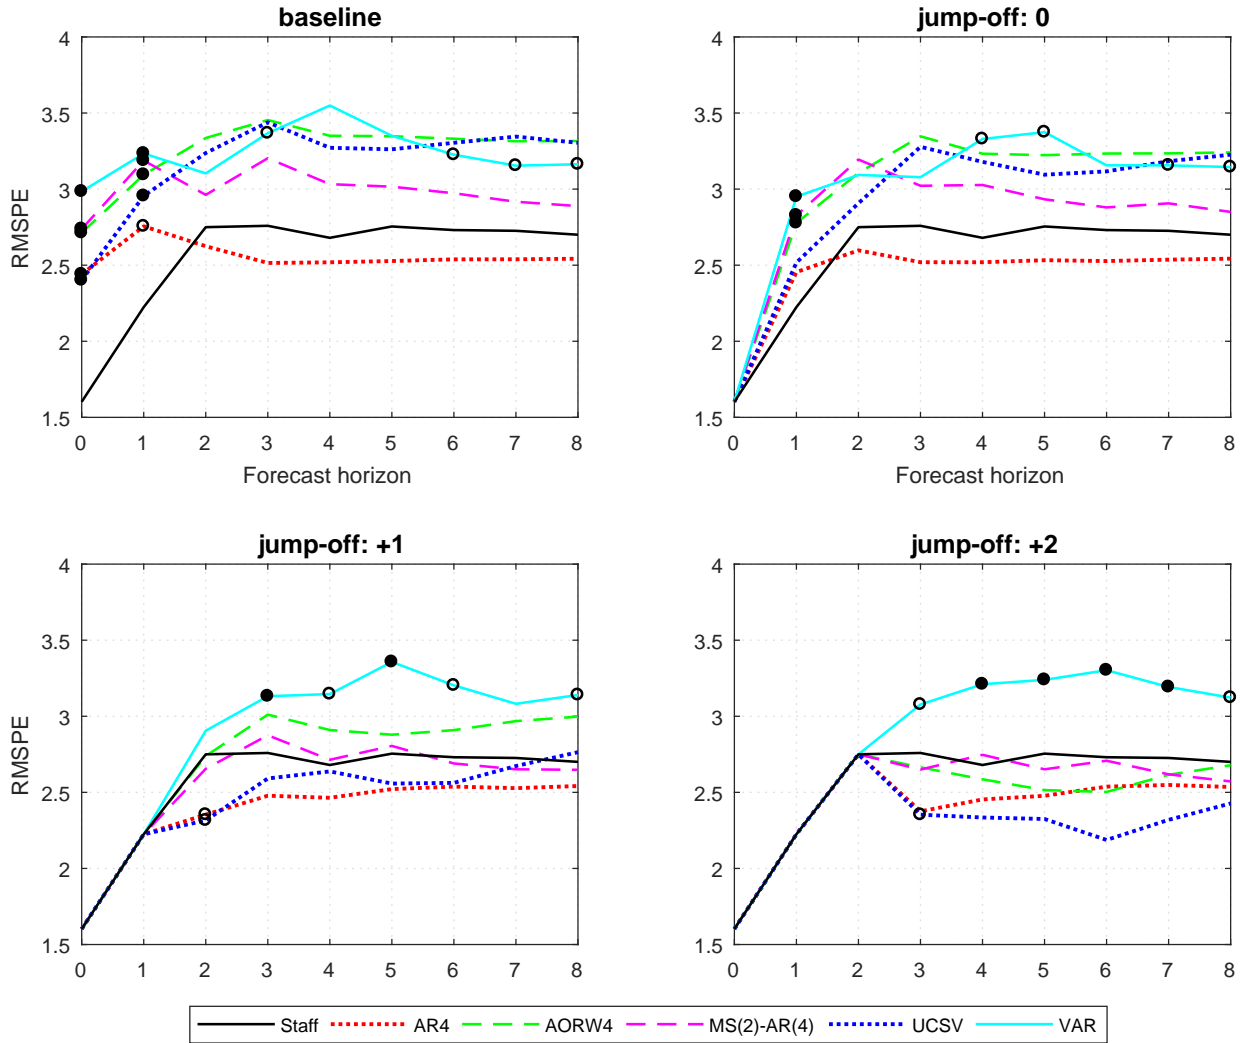 baseline
jump-off: 0
4
3.5
3
2.5
2
1.5
RMSPE
0 1 2 3 4 5 6 7 8
Forecast horizon
4
3.5
3
2.5
2
1.5
0 1 2 3 4 5 6 7 8
Forecast horizon
jump-off: +1
jump-off: +2
4
3.5
3
2.5
2
1.5
RMSPE
0 1 2 3 4 5 6 7 8
4
3.5
3
2.5
2
1.5
0 1 2 3 4 5 6 7 8
Staff AR4 AORW4 MS(2)-AR(4) UCSV VAR